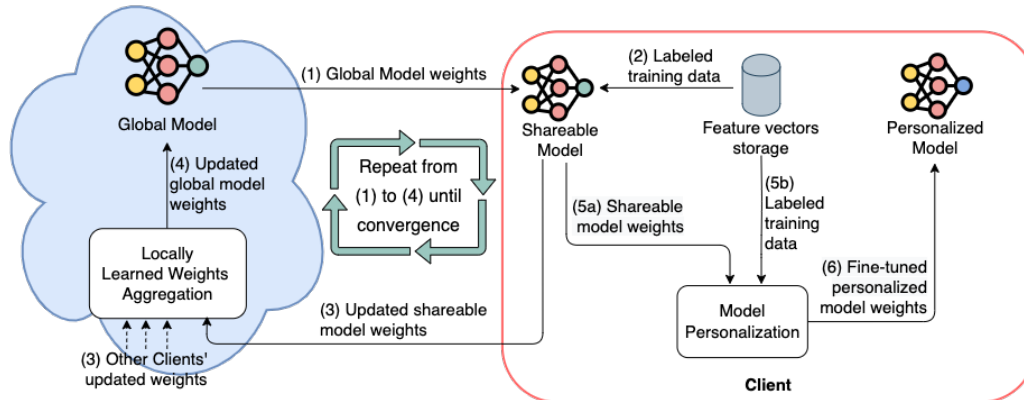 (1) Global Model weights
(2) Labeled
training data
Global Model
Shareable
Model
Feature vectors
storage
Personalized
Model
(4) Updated
global model
weights
Repeat from
(1) to (4) until
convergence
(5a) Shareable
model weights
(5b)
Labeled
training
data
Locally
Learned Weights
Aggregation
(3) Updated shareable
model weights
(6) Fine-tuned
personalized
model weights
Model
Personalization
(3) Other Clients'
updated weights
Client